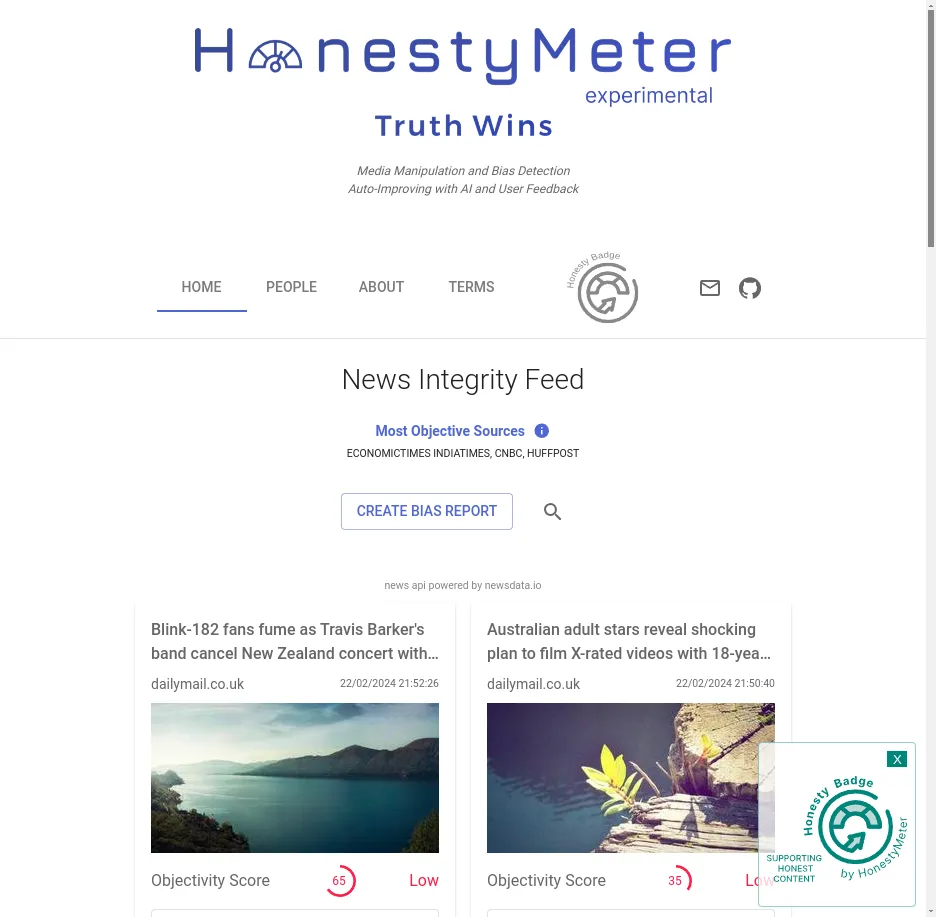 HonestyMeter
experimental
Truth Wins
Media Manipulation and Bias Detection
Auto-Improving with AI and User Feedback
HOME
PEOPLE
ABOUT
TERMS
Honesty Badge
News Integrity Feed
Most Objective Sources
ECONOMICTIMES INDIATIMES, CNBC, HUFFPOST
CREATE BIAS REPORT
news api powered by newsdata.io
Blink-182 fans fume as Travis Barker's
band cancel New Zealand concert with…
dailymail.co.uk
22/02/2024 21:52:26
Objectivity Score
65
Low
Australian adult stars reveal shocking
plan to film X-rated videos with 18-yea…
dailymail.co.uk
22/02/2024 21:50:40
Objectivity Score
35
Low
X
Honesty Badge
by HonestyMeter
SUPPORTING
HONEST
CONTENT